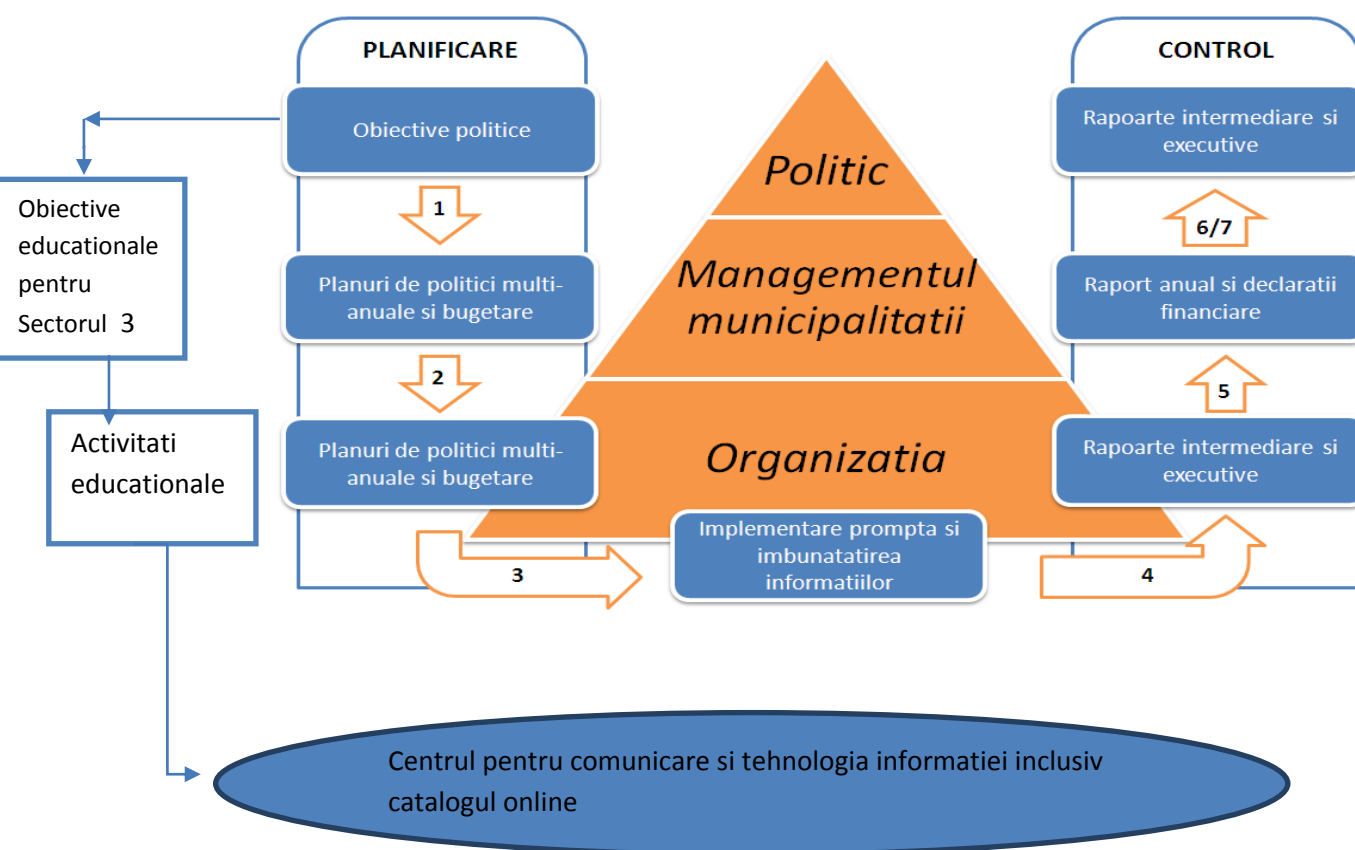 PLANIFICARE
Obiective politice
1
Planuri de politici multi-
anuale si bugetare
2
Planuri de politici multi-
anuale si bugetare
3
Obiective
educationale
pentru
Sectorul 3
Activitati
educationale
Politic
Managementul
municipalitatii
Organizatia
Implementare prompta si
imbunatatirea
informatiilor
CONTROL
Rapoarte intermediare si
executive
6/7
Raport anual si declaratii
financiare
5
Rapoarte intermediare si
executive
4
Centrul pentru comunicare si tehnologia informatiei inclusiv
catalogul online